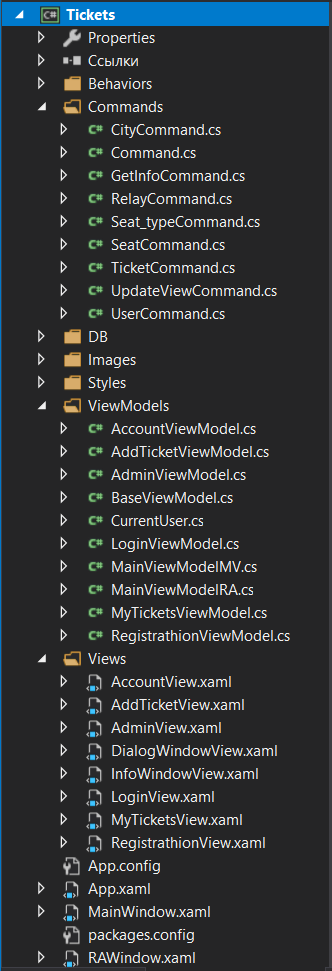 C# Tickets
Properties
Ссылки
Behaviors
Commands
C# CityCommand.cs
C# Command.cs
C# GetInfoCommand.cs
C# RelayCommand.cs
C# Seat_typeCommand.cs
C# SeatCommand.cs
C# TicketCommand.cs
C# UpdateViewCommand.cs
C# UserCommand.cs
DB
Images
Styles
ViewModels
C# AccountViewModel.cs
C# AddTicketViewModel.cs
C# AdminViewModel.cs
C# BaseViewModel.cs
C# CurrentUser.cs
C# LoginViewModel.cs
C# MainViewModelMV.cs
C# MainViewModelRA.cs
C# MyTicketsViewModel.cs
C# RegistrathionViewModel.cs
Views
AccountView.xaml
AddTicketView.xaml
AdminView.xaml
DialogWindowView.xaml
InfoWindowView.xaml
LoginView.xaml
MyTicketsView.xaml
RegistrathionView.xaml
App.config
App.xaml
MainWindow.xaml
packages.config
RAWindow.xaml